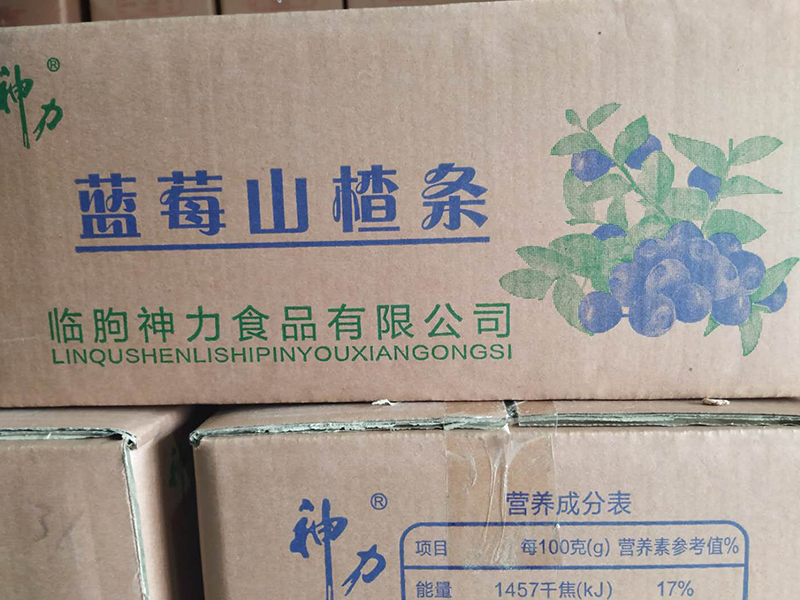 神力®
蓝莓山楂条
临朐神力食品有限公司
LINQUSHENLISHIPINYOUXIANGONGSI
神力®
营养成分表
项目 每100克(g) 营养素参考值%
能量 1457千焦(kJ) 17%